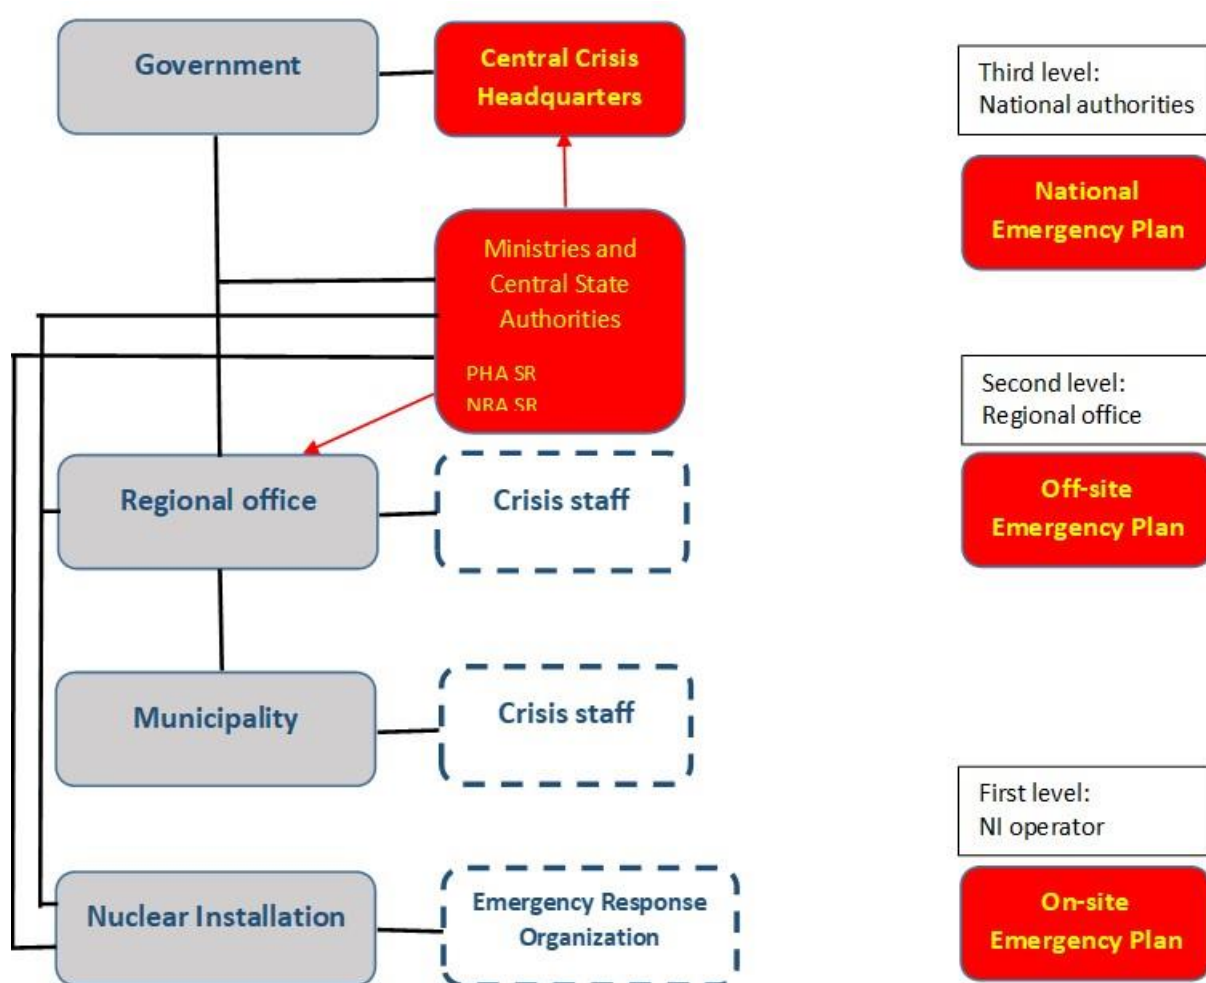 Government
Central Crisis
Headquarters
Third level:
National authorities
National
Emergency Plan
Ministries and
Central State
Authorities
PHA SR
NRA SR
Second level:
Regional office
Regional office
Crisis staff
Off-site
Emergency Plan
Municipality
Crisis staff
First level:
NI operator
Nuclear Installation
Emergency Response
Organization
On-site
Emergency Plan